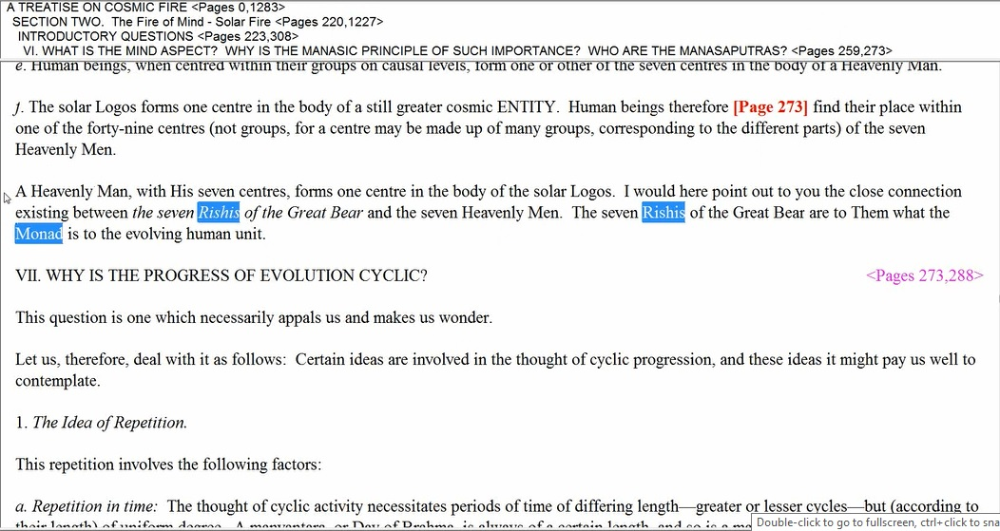 A TREATISE ON COSMIC FIRE <Pages 0,1283>
SECTION TWO.  The Fire of Mind - Solar Fire <Pages 220,1227>
INTRODUCTORY QUESTIONS <Pages 223,308>
VI. WHAT IS THE MIND ASPECT?  WHY IS THE MANASIC PRINCIPLE OF SUCH IMPORTANCE?  WHO ARE THE MANASAPUTRAS? <Pages 259,273>
e. Human beings, when centred within their groups on causal levels, form one or other of the seven centres in the body of a Heavenly Man.
f. The solar Logos forms one centre in the body of a still greater cosmic ENTITY.  Human beings therefore [Page 273] find their place within
one of the forty-nine centres (not groups, for a centre may be made up of many groups, corresponding to the different parts) of the seven
Heavenly Men.
A Heavenly Man, with His seven centres, forms one centre in the body of the solar Logos.  I would here point out to you the close connection
existing between the seven Rishis of the Great Bear and the seven Heavenly Men.  The seven Rishis of the Great Bear are to Them what the
Monad is to the evolving human unit.
VII. WHY IS THE PROGRESS OF EVOLUTION CYCLIC? <Pages 273,288>
This question is one which necessarily appals us and makes us wonder.
Let us, therefore, deal with it as follows:  Certain ideas are involved in the thought of cyclic progression, and these ideas it might pay us well to
contemplate.
1. The Idea of Repetition.
This repetition involves the following factors:
a. Repetition in time:  The thought of cyclic activity necessitates periods of time of differing length—greater or lesser cycles—but (according to
their length) of uniform degree.  A manvantara, or Day of Brahma, is always of a certain length, and so is a
Double-click to go to fullscreen, ctrl+click to